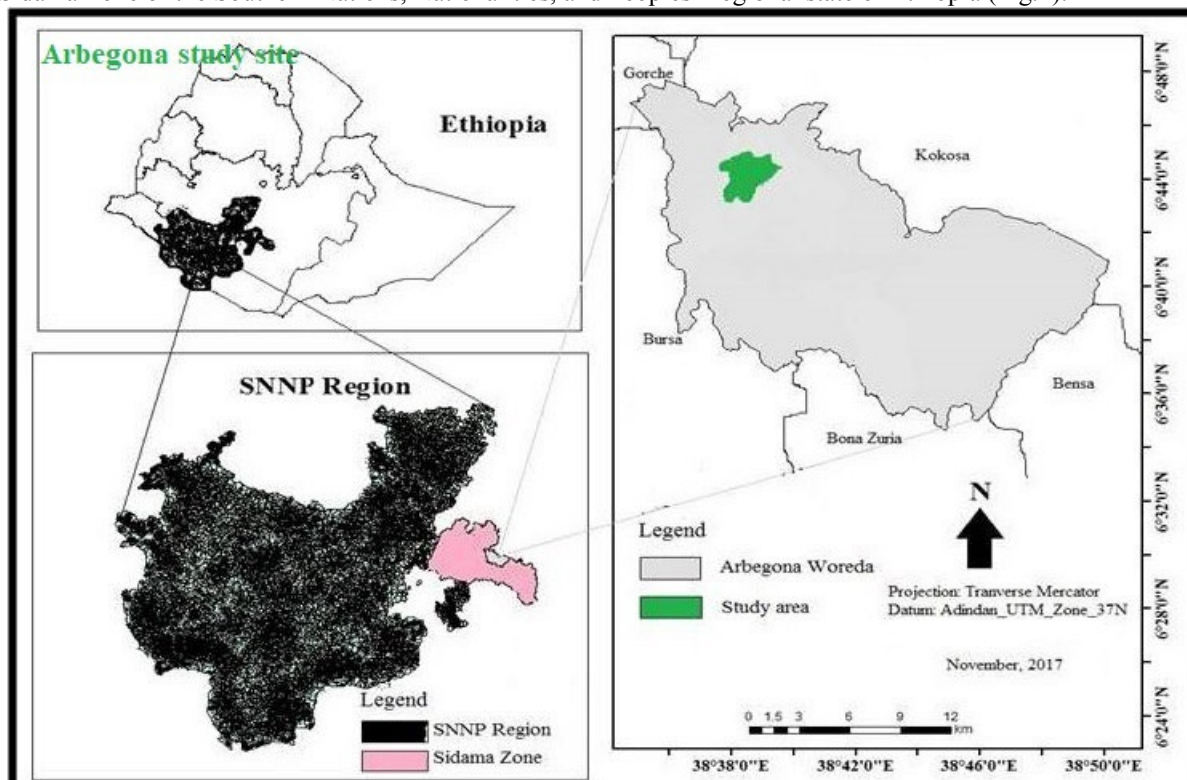 Arbegona study site
Ethiopia
SNNP Region
Legend
SNNP Region
Sidama Zone
Gorche
Kokosa
Bursa
Bensa
Bona Zuria
N
Legend
Arbegona Woreda
Study area
Projection: Tranverse Mercator
Datum: Adindan_UTM_Zone_37N
November, 2017
0 1.5 3 6 9 12
km
6°48'0"N
6°44'0"N
6°40'0"N
6°36'0"N
6°32'0"N
6°28'0"N
6°24'0"N
38°38'0"E 38°42'0"E 38°46'0"E 38°50'0"E